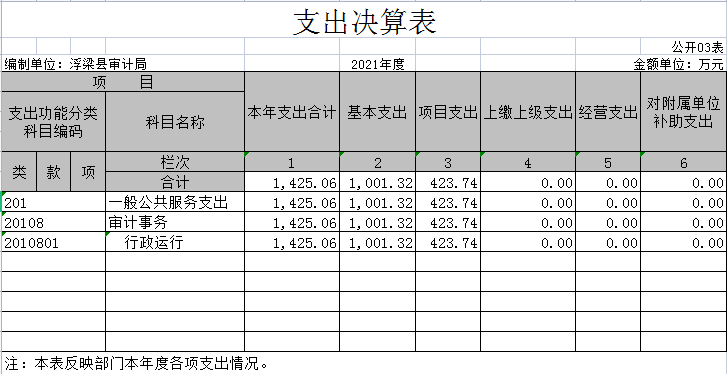 支出决算表
公开03表
编制单位：浮梁县审计局 2021年度 金额单位：万元
项 目 本年支出合计 基本支出 项目支出 上缴上级支出 经营支出 对附属单位补助支出
支出功能分类科目编码 科目名称
类 款 项 栏次 1 2 3 4 5 6
合计 1,425.06 1,001.32 423.74 0.00 0.00 0.00
201 一般公共服务支出 1,425.06 1,001.32 423.74 0.00 0.00 0.00
20108 审计事务 1,425.06 1,001.32 423.74 0.00 0.00 0.00
2010801 行政运行 1,425.06 1,001.32 423.74 0.00 0.00 0.00
注：本表反映部门本年度各项支出情况。